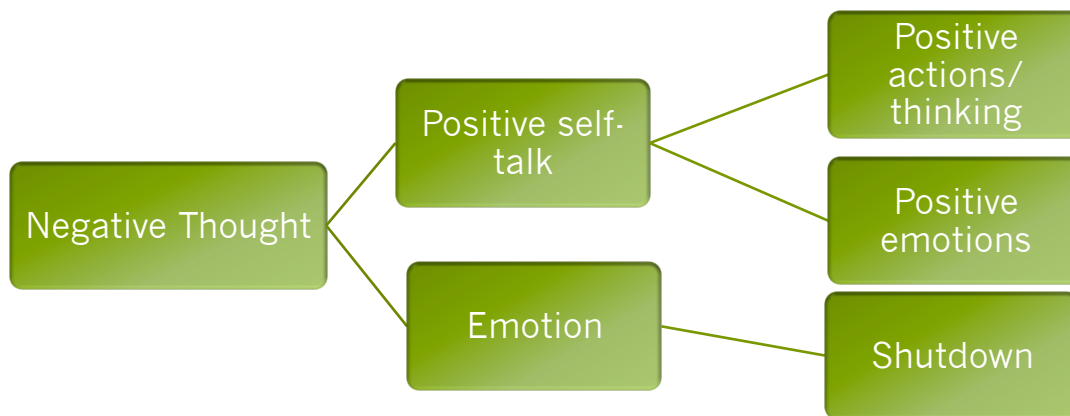 Negative Thought
Positive self-
talk
Emotion
Positive
actions/
thinking
Positive
emotions
Shutdown